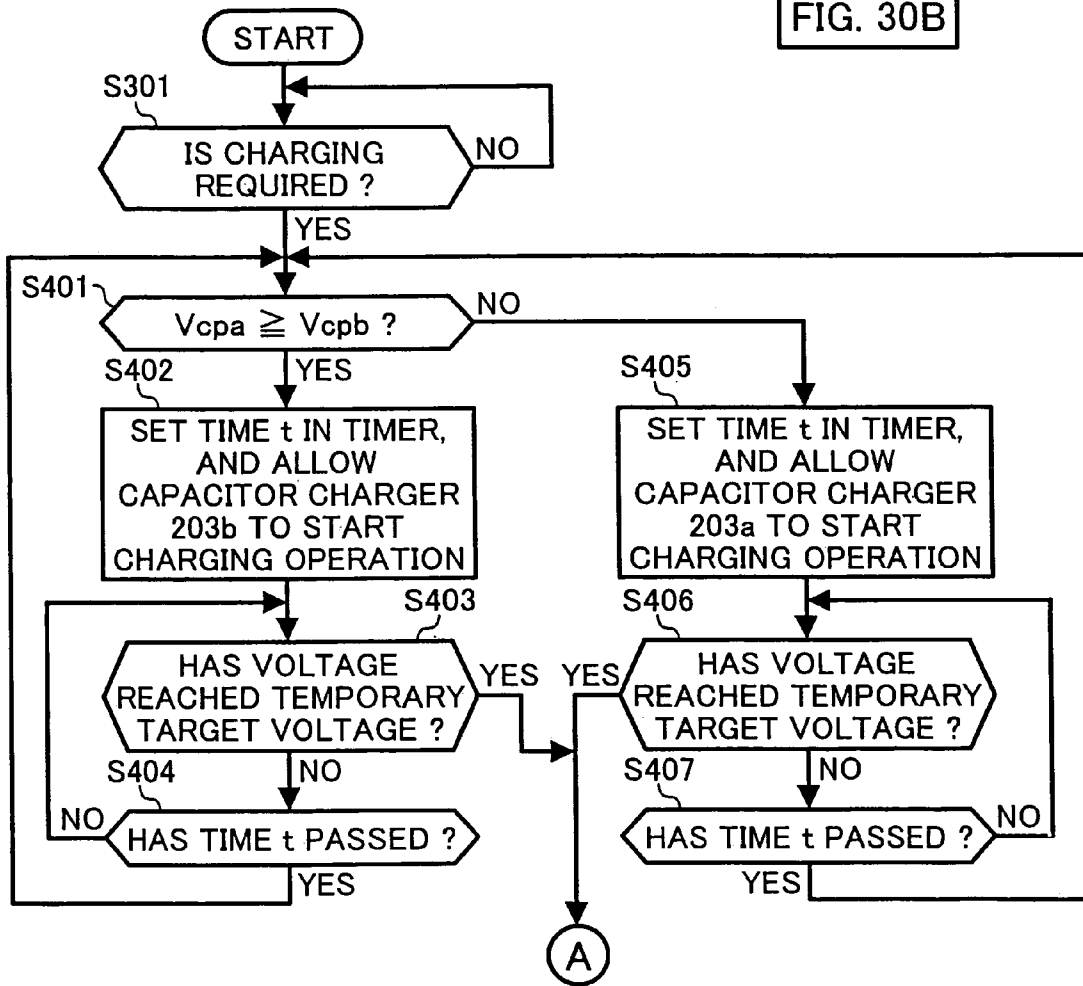 FIG. 30B
START
S301
IS CHARGING
REQUIRED ?
NO
YES
S401
Vcpa ≧ Vcpb ?
NO
YES
S402
SET TIME t IN TIMER,
AND ALLOW
CAPACITOR CHARGER
203b TO START
CHARGING OPERATION
S405
SET TIME t IN TIMER,
AND ALLOW
CAPACITOR CHARGER
203a TO START
CHARGING OPERATION
S403
HAS VOLTAGE
REACHED TEMPORARY
TARGET VOLTAGE ?
YES
NO
S406
HAS VOLTAGE
REACHED TEMPORARY
TARGET VOLTAGE ?
YES
NO
S404
HAS TIME t PASSED ?
NO
YES
S407
HAS TIME t PASSED ?
NO
YES
A